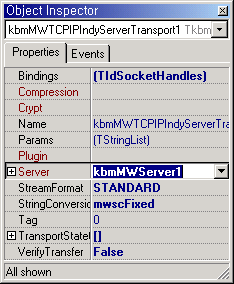 Object Inspector
kbmMWTCPIPIndyServerTransport1 Tkbm
Properties Events
Bindings (TIdSocketHandles)
Compression
Crypt
Name kbmMWTCPIPIndyServerTra
Params (TStringList)
Plugin
Server kbmMWServer1
StreamFormat STANDARD
StringConversio mwscFixed
Tag 0
TransportStatel []
VerifyTransfer False
All shown